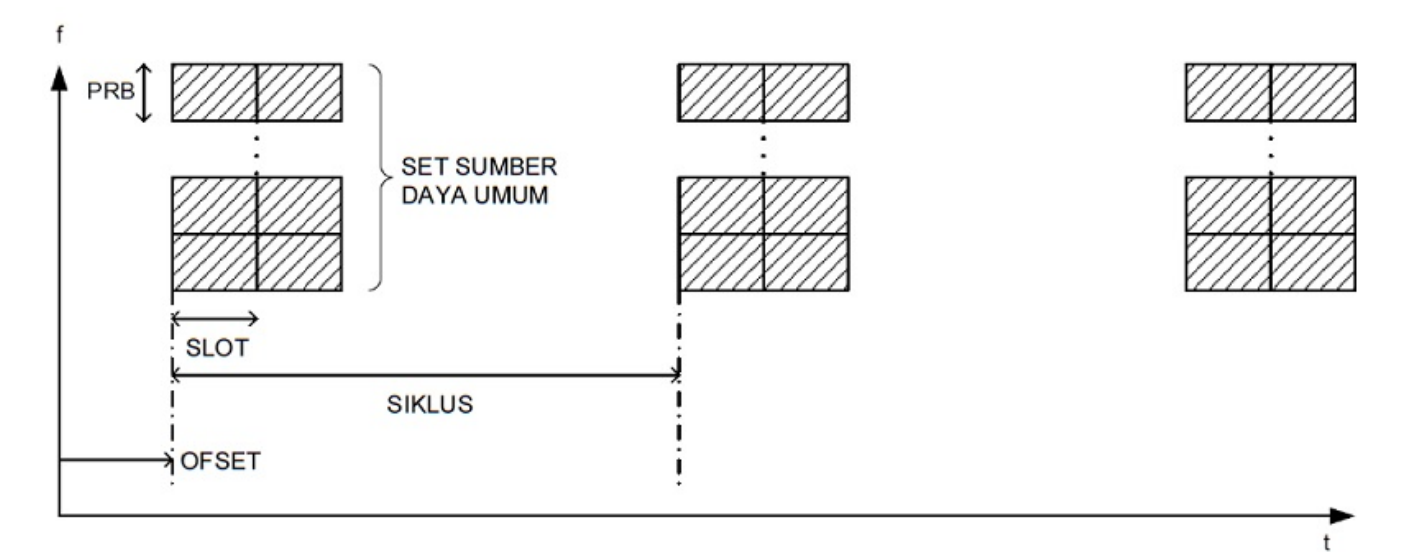 f
PRB
SET SUMBER
DAYA UMUM
SLOT
SIKLUS
OFSET
t